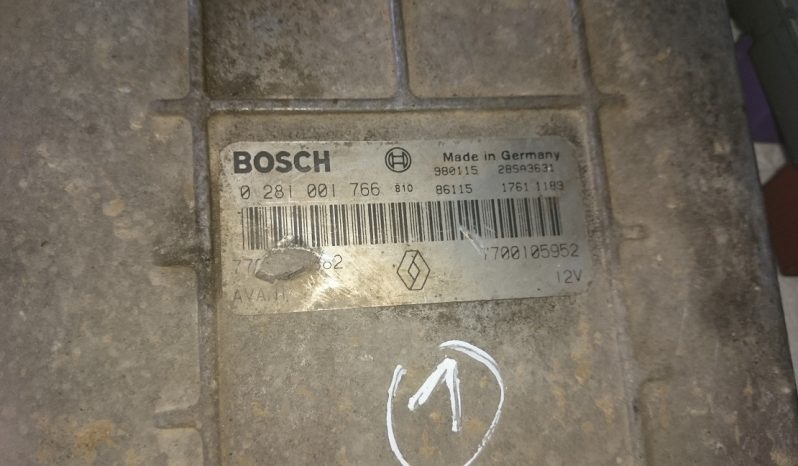 BOSCH Made in Germany
980115 28SA3631
0 281 001 766 810 86115 1761 1189
7700105952
12V
1